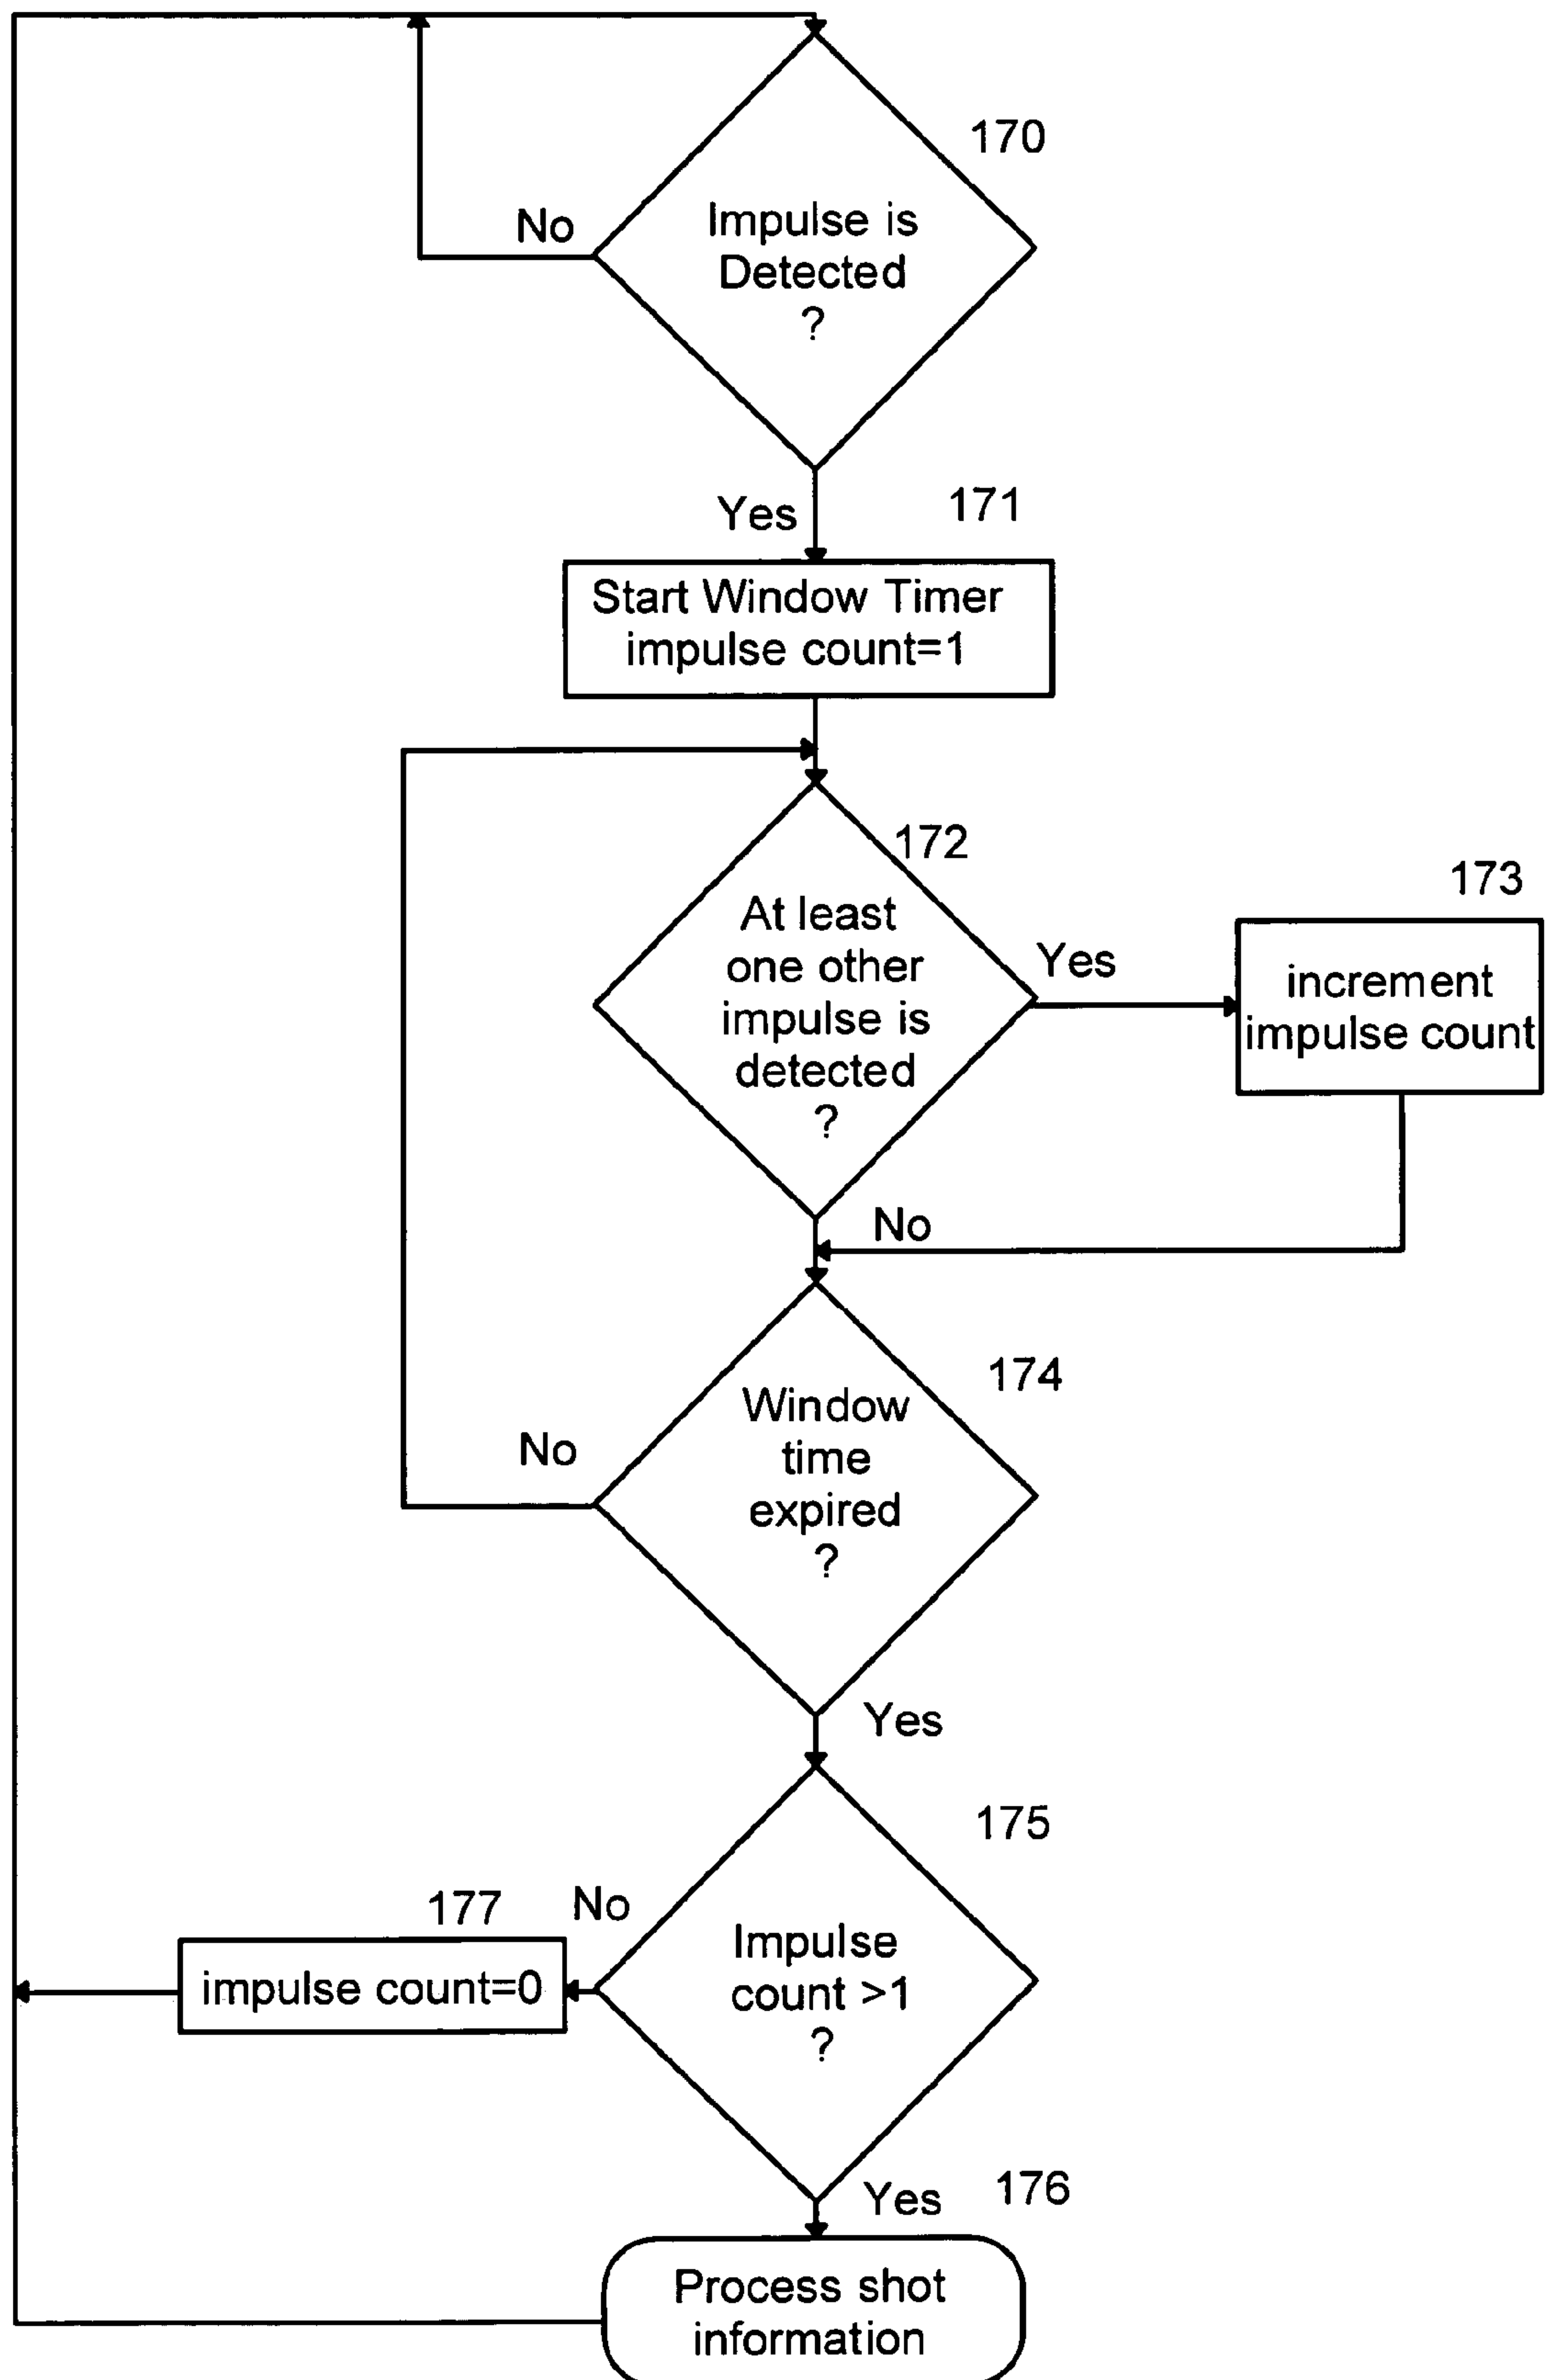 170
No
Impulse is
Detected
?
Yes
171
Start Window Timer
impulse count=1
172
173
At least
one other
impulse is
detected
?
Yes
increment
impulse count
No
174
Window
time
expired
?
No
Yes
175
177
No
Impulse
count >1
?
impulse count=0
Yes
176
Process shot
information